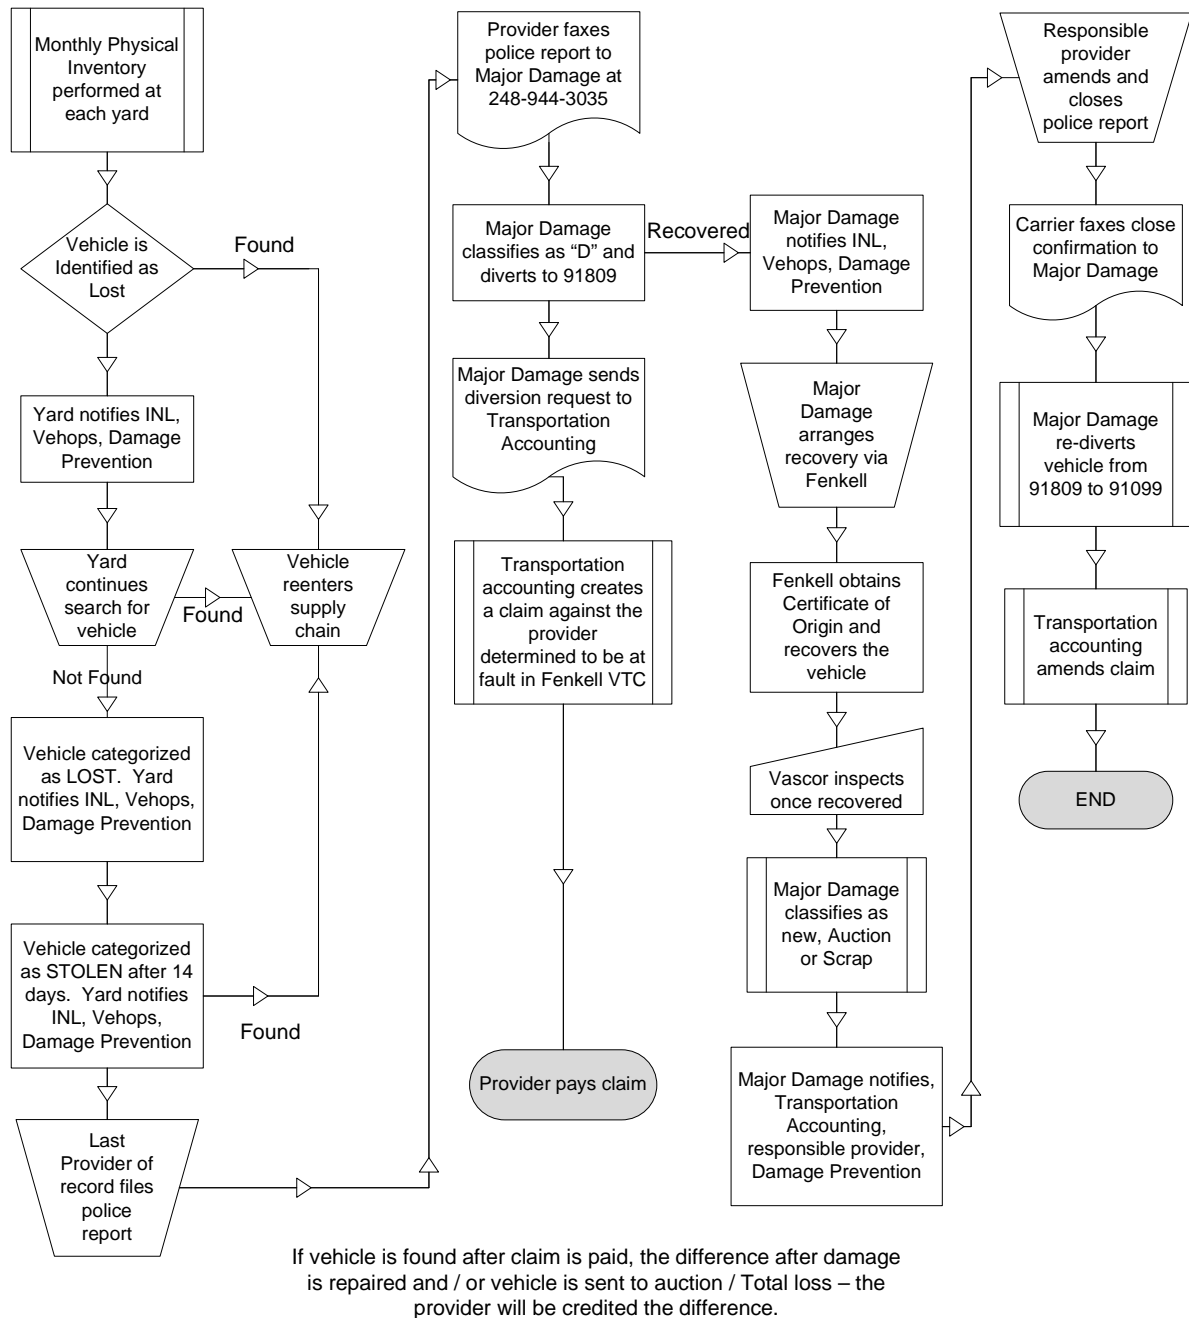 Monthly Physical
Inventory
performed at
each yard
Vehicle is
Identified as
Lost
Found
Yard notifies INL,
Vehops, Damage
Prevention
Yard
continues
search for
vehicle
Found
Vehicle
reenters
supply
chain
Not Found
Vehicle categorized
as LOST.  Yard
notifies INL, Vehops,
Damage Prevention
Vehicle categorized
as STOLEN after 14
days.  Yard notifies
INL, Vehops,
Damage Prevention
Found
Last
Provider of
record files
police
report
Provider faxes
police report to
Major Damage at
248-944-3035
Major Damage
classifies as “D” and
diverts to 91809
Recovered
Major Damage sends
diversion request to
Transportation
Accounting
Transportation
accounting creates
a claim against the
provider
determined to be at
fault in Fenkell VTC
Provider pays claim
Major Damage
notifies INL,
Vehops, Damage
Prevention
Major
Damage
arranges
recovery via
Fenkell
Fenkell obtains
Certificate of
Origin and
recovers the
vehicle
Vascor inspects
once recovered
Major Damage
classifies as
new, Auction
or Scrap
Major Damage notifies,
Transportation
Accounting,
responsible provider,
Damage Prevention
Responsible
provider
amends and
closes
police report
Carrier faxes close
confirmation to
Major Damage
Major Damage
re-diverts
vehicle from
91809 to 91099
Transportation
accounting
amends claim
END
If vehicle is found after claim is paid, the difference after damage
is repaired and / or vehicle is sent to auction / Total loss – the
provider will be credited the difference.